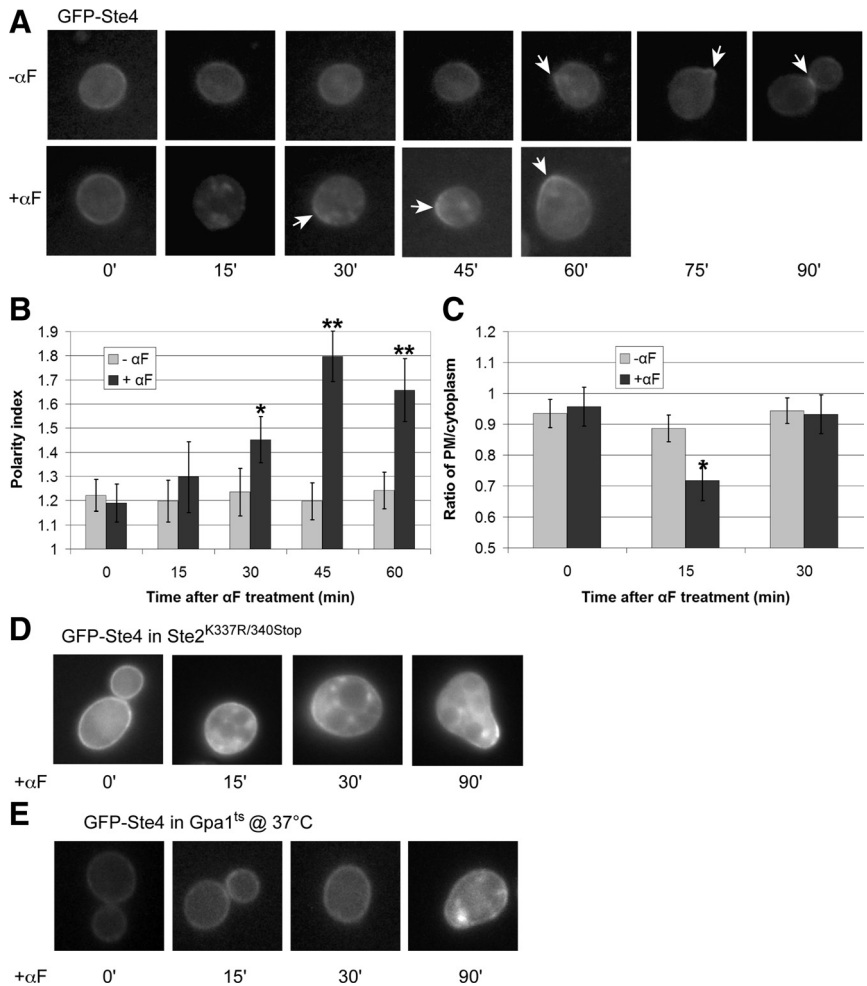 A
GFP-Ste4
-αF
+αF
0' 15' 30' 45' 60' 75' 90'
B
1.9
1.8
1.7
1.6
1.5
1.4
1.3
1.2
1.1
1
Polarity index
- αF
+ αF
*
**
**
0 15 30 45 60
Time after αF treatment (min)
C
1.2
1.1
1
0.9
0.8
0.7
0.6
0.5
Ratio of PM/cytoplasm
-αF
+αF
*
0 15 30
Time after αF treatment (min)
D
GFP-Ste4 in Ste2K337R/340Stop
+αF 0' 15' 30' 90'
E
GFP-Ste4 in Gpa1ts @ 37°C
+αF 0' 15' 30' 90'